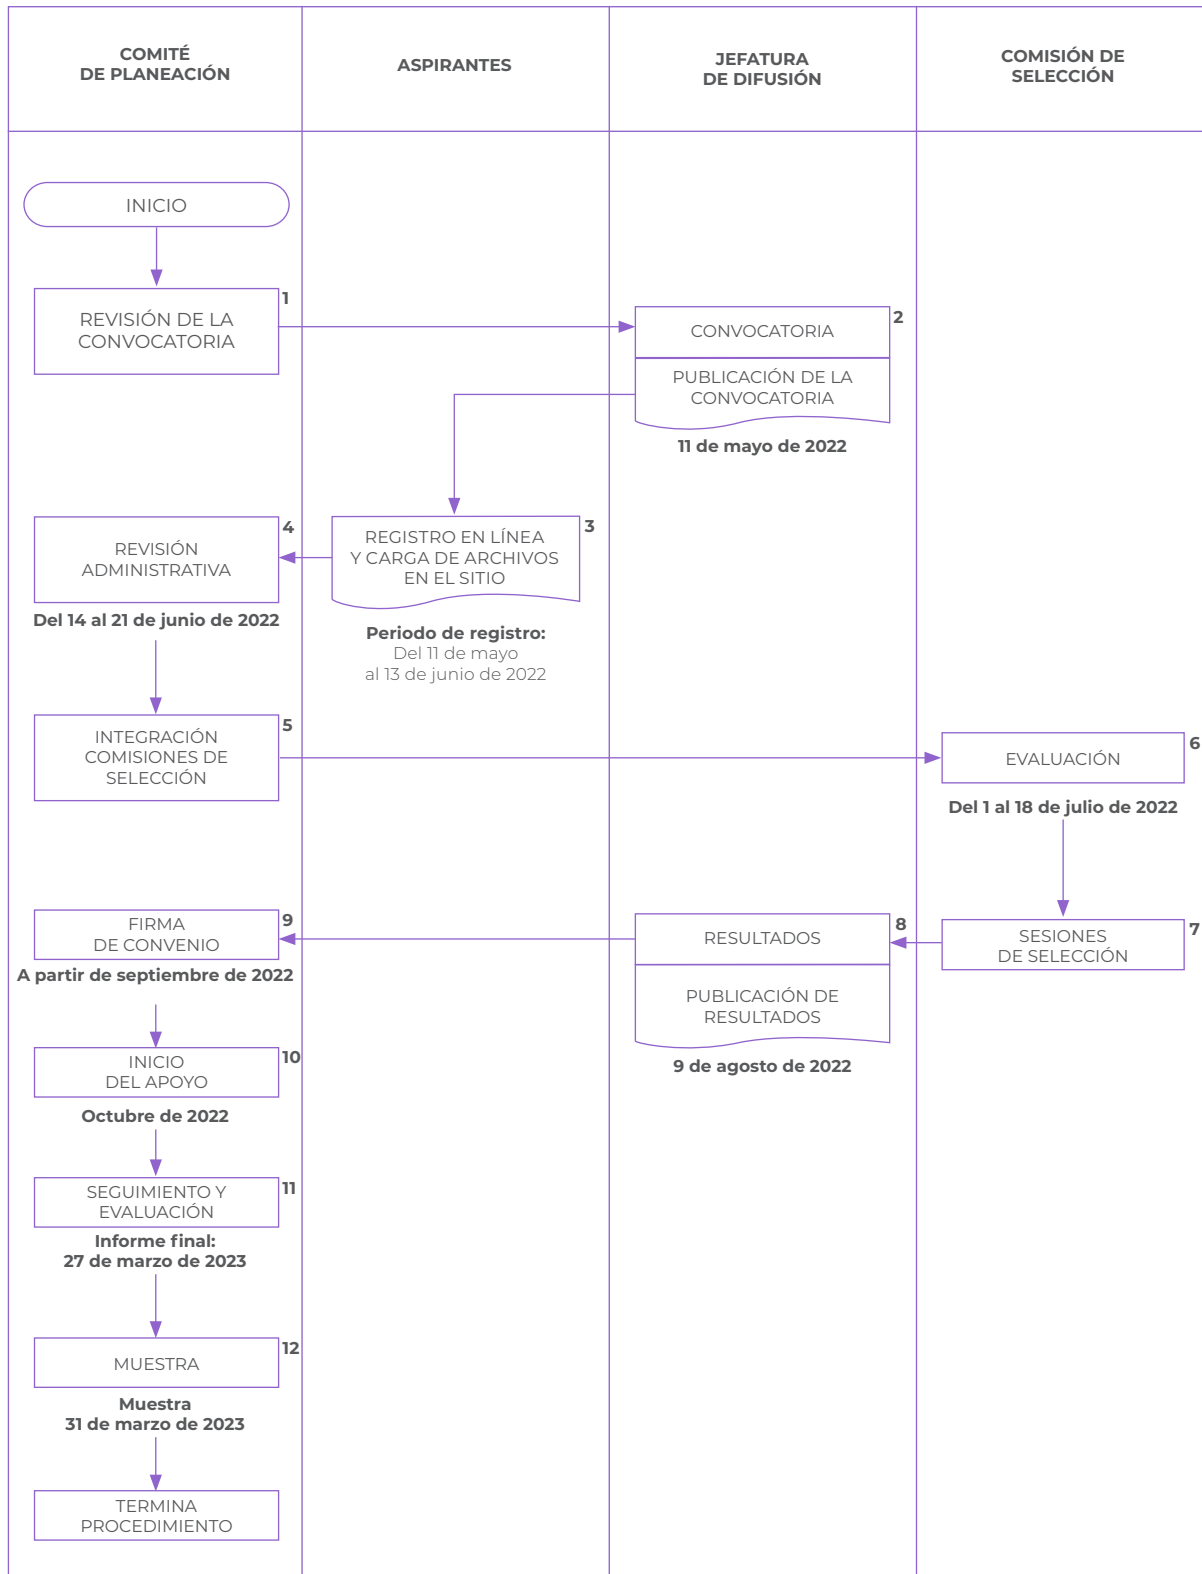 COMITÉ
DE PLANEACIÓN
ASPIRANTES
JEFATURA
DE DIFUSIÓN
COMISIÓN DE
SELECCIÓN
INICIO
1
REVISIÓN DE LA
CONVOCATORIA
2
CONVOCATORIA
PUBLICACIÓN DE LA
CONVOCATORIA
11 de mayo de 2022
3
REGISTRO EN LÍNEA
Y CARGA DE ARCHIVOS
EN EL SITIO
Periodo de registro:
Del 11 de mayo
al 13 de junio de 2022
4
REVISIÓN
ADMINISTRATIVA
Del 14 al 21 de junio de 2022
5
INTEGRACIÓN
COMISIONES DE
SELECCIÓN
6
EVALUACIÓN
Del 1 al 18 de julio de 2022
7
SESIONES
DE SELECCIÓN
8
RESULTADOS
PUBLICACIÓN DE
RESULTADOS
9 de agosto de 2022
9
FIRMA
DE CONVENIO
A partir de septiembre de 2022
10
INICIO
DEL APOYO
Octubre de 2022
11
SEGUIMIENTO Y
EVALUACIÓN
Informe final:
27 de marzo de 2023
12
MUESTRA
Muestra
31 de marzo de 2023
TERMINA
PROCEDIMIENTO